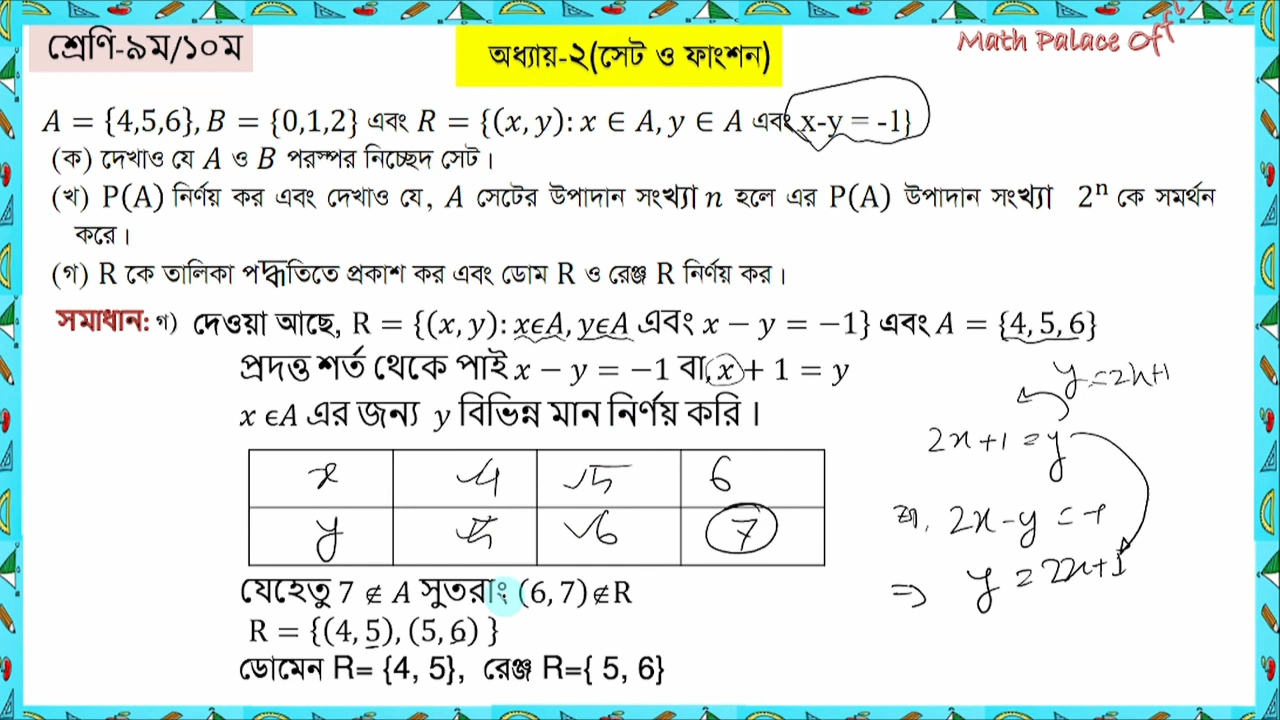 শ্রেণি-৯ম/১০ম
অধ্যায়-২(সেট ও ফাংশন)
Math Palace Off
A = {4,5,6}, B = {0,1,2} এবং R = {(x, y): x ∈ A, y ∈ A এবং x-y = -1}
(ক) দেখাও যে A ও B পরস্পর নিচ্ছেদ সেট।
(খ) P(A) নির্ণয় কর এবং দেখাও যে, A সেটের উপাদান সংখ্যা n হলে এর P(A) উপাদান সংখ্যা 2ⁿ কে সমর্থন
করে।
(গ) R কে তালিকা পদ্ধতিতে প্রকাশ কর এবং ডোম R ও রেঞ্জ R নির্ণয় কর।
সমাধান: গ) দেওয়া আছে, R = {(x, y): xϵA, yϵA এবং x − y = −1} এবং A = {4, 5, 6}
প্রদত্ত শর্ত থেকে পাই x − y = −1 বা, x + 1 = y
x ϵA এর জন্য y বিভিন্ন মান নির্ণয় করি।
x 4 5 6
y 5 6 7
যেহেতু 7 ∉ A সুতরাং (6, 7) ∉R
R = {(4, 5), (5, 6) }
ডোমেন R= {4, 5}, রেঞ্জ R={ 5, 6}
y = 2x+1
2x+1 = y
বা, 2x-y = -1
⇒ y = 2x+1